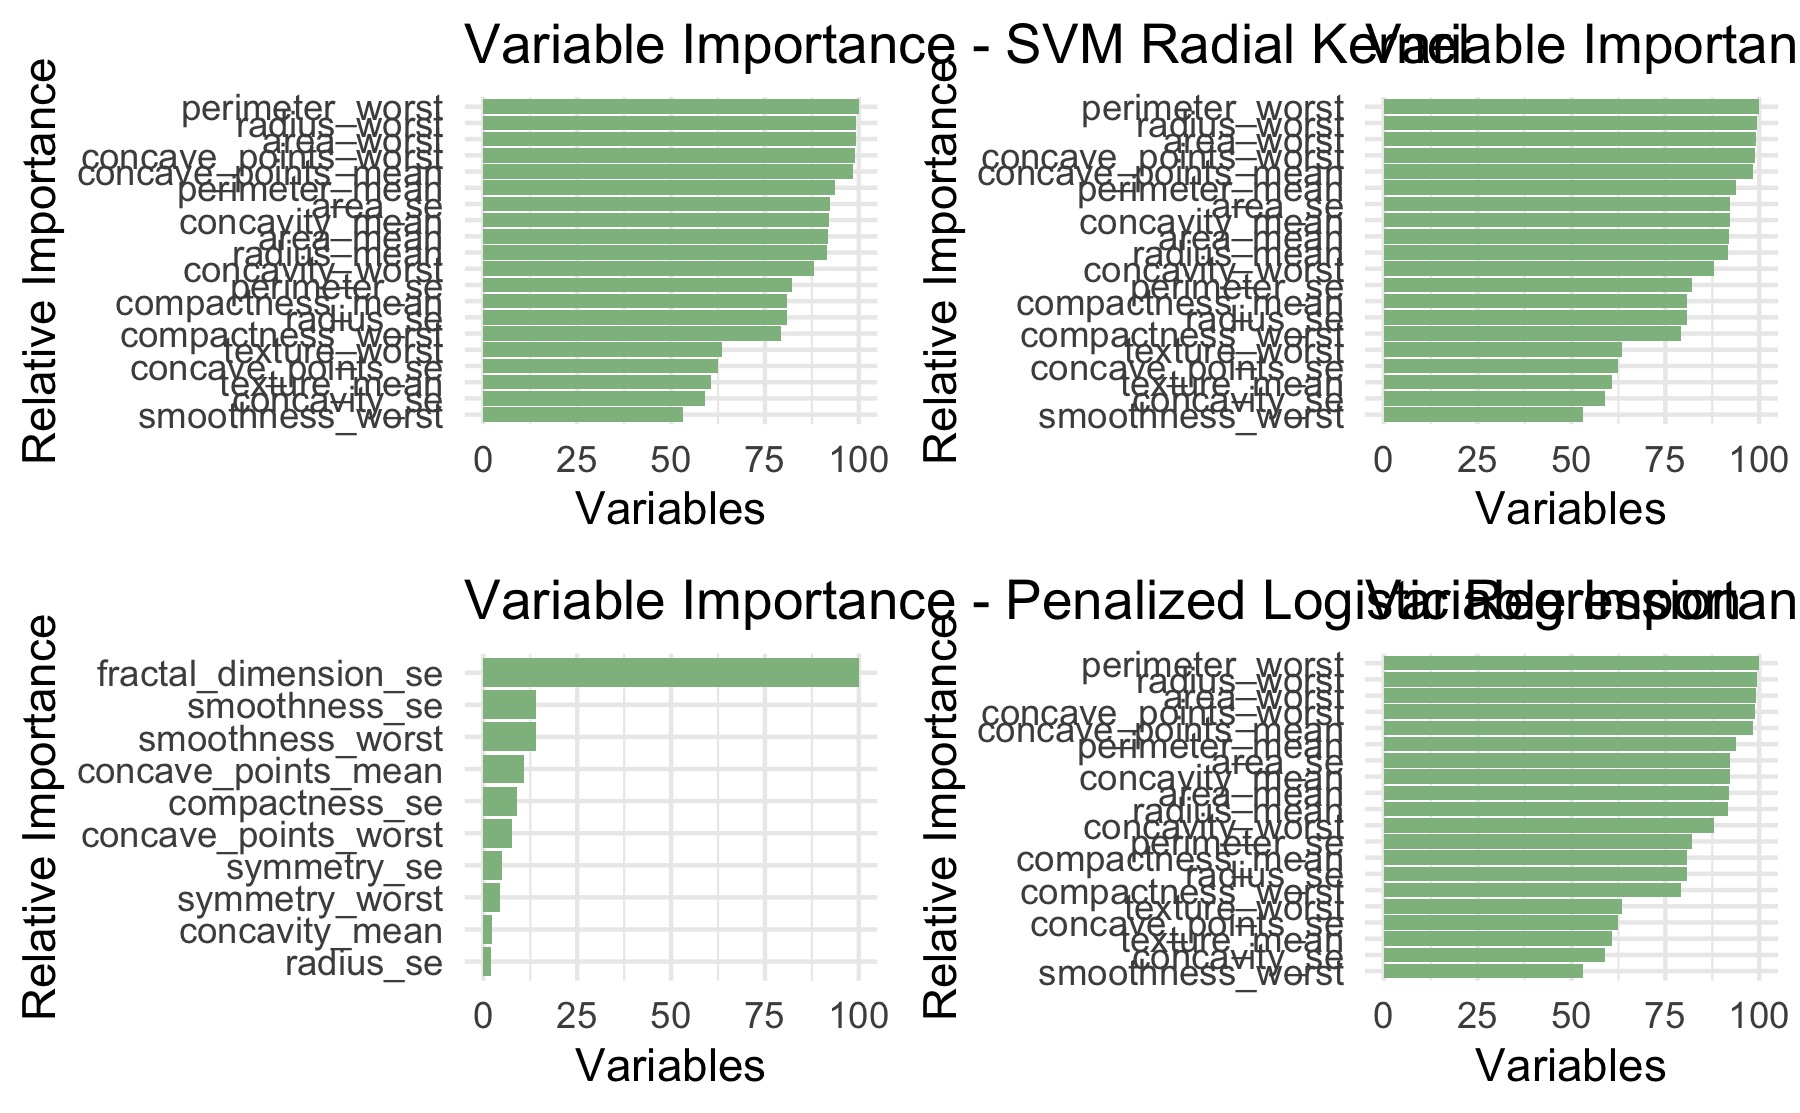 Variable Importance - SVM Radial Kernel
Relative Importance
perimeter_worst
radius_worst
area_worst
concave_points_worst
concave_points_mean
perimeter_mean
area_se
concavity_mean
area_mean
radius_mean
concavity_worst
perimeter_se
compactness_mean
radius_se
compactness_worst
texture_worst
concave_points_se
texture_mean
concavity_se
smoothness_worst
0 25 50 75 100
Variables
Variable Importan
Relative Importance
perimeter_worst
radius_worst
area_worst
concave_points_worst
concave_points_mean
perimeter_mean
area_se
concavity_mean
area_mean
radius_mean
concavity_worst
perimeter_se
compactness_mean
radius_se
compactness_worst
texture_worst
concave_points_se
texture_mean
concavity_se
smoothness_worst
0 25 50 75 100
Variables
Variable Importance - Penalized Logistic Regression
Relative Importance
fractal_dimension_se
smoothness_se
smoothness_worst
concave_points_mean
compactness_se
concave_points_worst
symmetry_se
symmetry_worst
concavity_mean
radius_se
0 25 50 75 100
Variables
Variable Importan
Relative Importance
perimeter_worst
radius_worst
area_worst
concave_points_worst
concave_points_mean
perimeter_mean
area_se
concavity_mean
area_mean
radius_mean
concavity_worst
perimeter_se
compactness_mean
radius_se
compactness_worst
texture_worst
concave_points_se
texture_mean
concavity_se
smoothness_worst
0 25 50 75 100
Variables